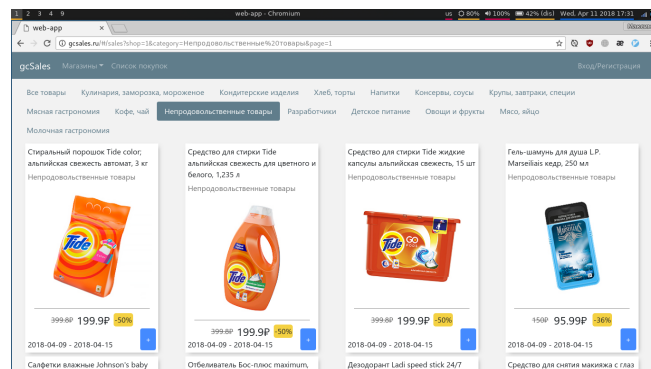 1 2 3 4 9 web-app - Chromium us 80% 100% 42% (dis) Wed, Apr 11 2018 17:31
web-app ×
gcsales.ru/#/sales?shop=1&category=Непродовольственные%20товары&page=1
gcSales Магазины Список покупок Вход/Регистрация
Все товары Кулинария, заморозка, мороженое Кондитерские изделия Хлеб, торты Напитки Консервы, соусы Крупы, завтраки, специи
Мясная гастрономия Кофе, чай Непродовольственные товары Разработчики Детское питание Овощи и фрукты Мясо, яйцо
Молочная гастрономия
Стиральный порошок Tide color,
альпийская свежесть автомат, 3 кг
Непродовольственные товары
Tide
399.8₽ 199.9₽ -50%
2018-04-09 - 2018-04-15
+
Средство для стирки Tide
альпийская свежесть для цветного и
белого, 1,235 л
Непродовольственные товары
Tide
399.8₽ 199.9₽ -50%
2018-04-09 - 2018-04-15
+
Средство для стирки Tide жидкие
капсулы альпийская свежесть, 15 шт
Непродовольственные товары
Tide GO PODS
399.8₽ 199.9₽ -50%
2018-04-09 - 2018-04-15
+
Гель-шамунь для душа L.P.
Marseiliais кедр, 250 мл
Непродовольственные товары
MARSEILLAIS
150₽ 95.99₽ -36%
2018-04-09 - 2018-04-15
+
Салфетки влажные Johnson's baby
Отбеливатель Бос-плюс maximum,
Дезодорант Ladi speed stick 24/7
Средство для снятия макияжа с глаз